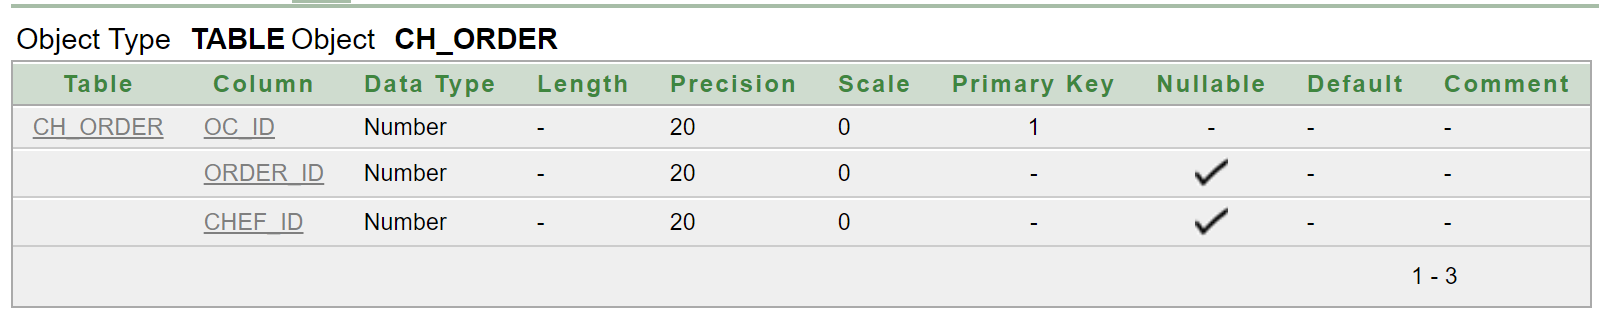 Object Type TABLE Object CH_ORDER
Table Column Data Type Length Precision Scale Primary Key Nullable Default Comment
CH_ORDER OC_ID Number - 20 0 1 - - -
ORDER_ID Number - 20 0 - - -
CHEF_ID Number - 20 0 - - -
1 - 3